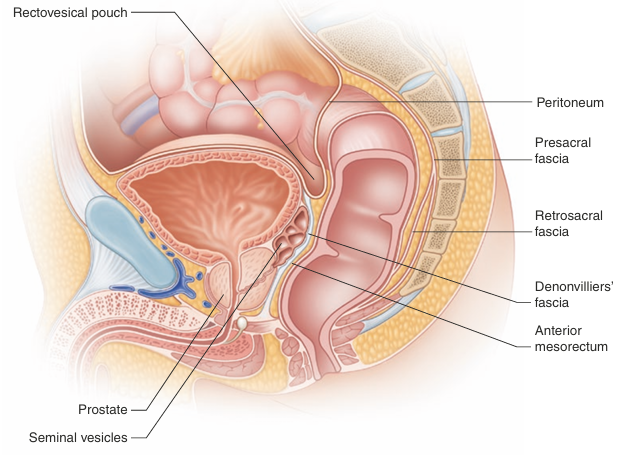 Rectovesical pouch
Peritoneum
Presacral
fascia
Retrosacral
fascia
Denonvilliers'
fascia
Anterior
mesorectum
Prostate
Seminal vesicles